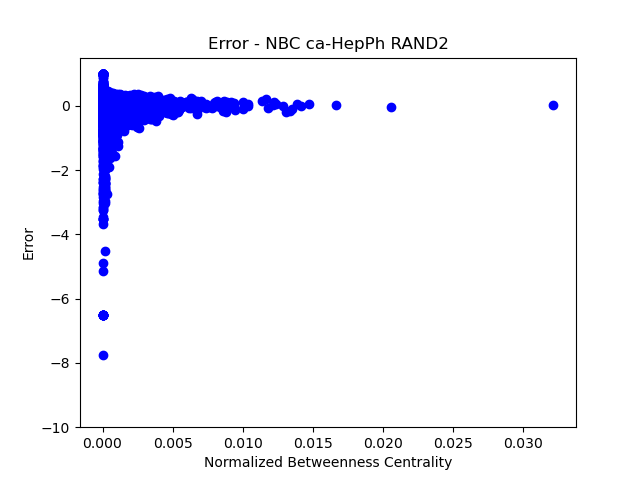 Error - NBC ca-HepPh RAND2
0
−2
−4
−6
−8
−10
Error
0.000 0.005 0.010 0.015 0.020 0.025 0.030
Normalized Betweenness Centrality